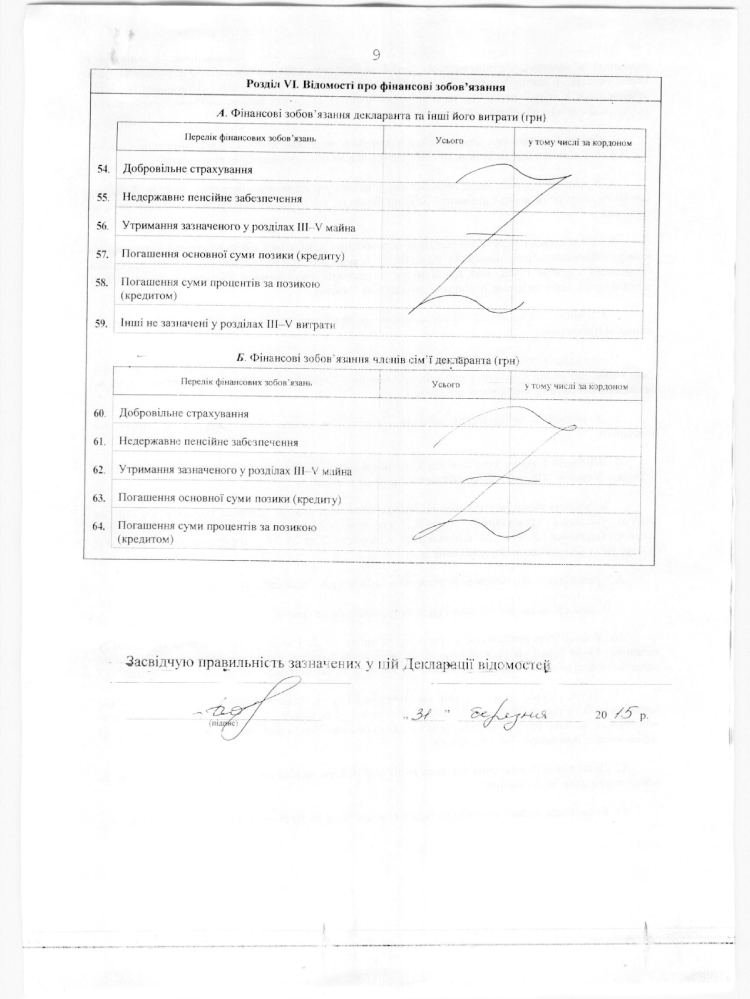 9
Розділ VI. Відомості про фінансові зобов'язання
А. Фінансові зобов'язання декларанта та інші його витрати (грн)
Перелік фінансових зобов'язань Усього у тому числі за кордоном
54. Добровільне страхування
55. Недержавне пенсійне забезпечення
56. Утримання зазначеного у розділах III–V майна
57. Погашення основної суми позики (кредиту)
58. Погашення суми процентів за позикою
(кредитом)
59. Інші не зазначені у розділах III–V витрати
Б. Фінансові зобов'язання членів сім'ї декларанта (грн)
Перелік фінансових зобов'язань Усього у тому числі за кордоном
60. Добровільне страхування
61. Недержавне пенсійне забезпечення
62. Утримання зазначеного у розділах III–V майна
63. Погашення основної суми позики (кредиту)
64. Погашення суми процентів за позикою
(кредитом)
Засвідчую правильність зазначених у цій Декларації відомостей
„ 31 " березня 2015 р.
(підпис)